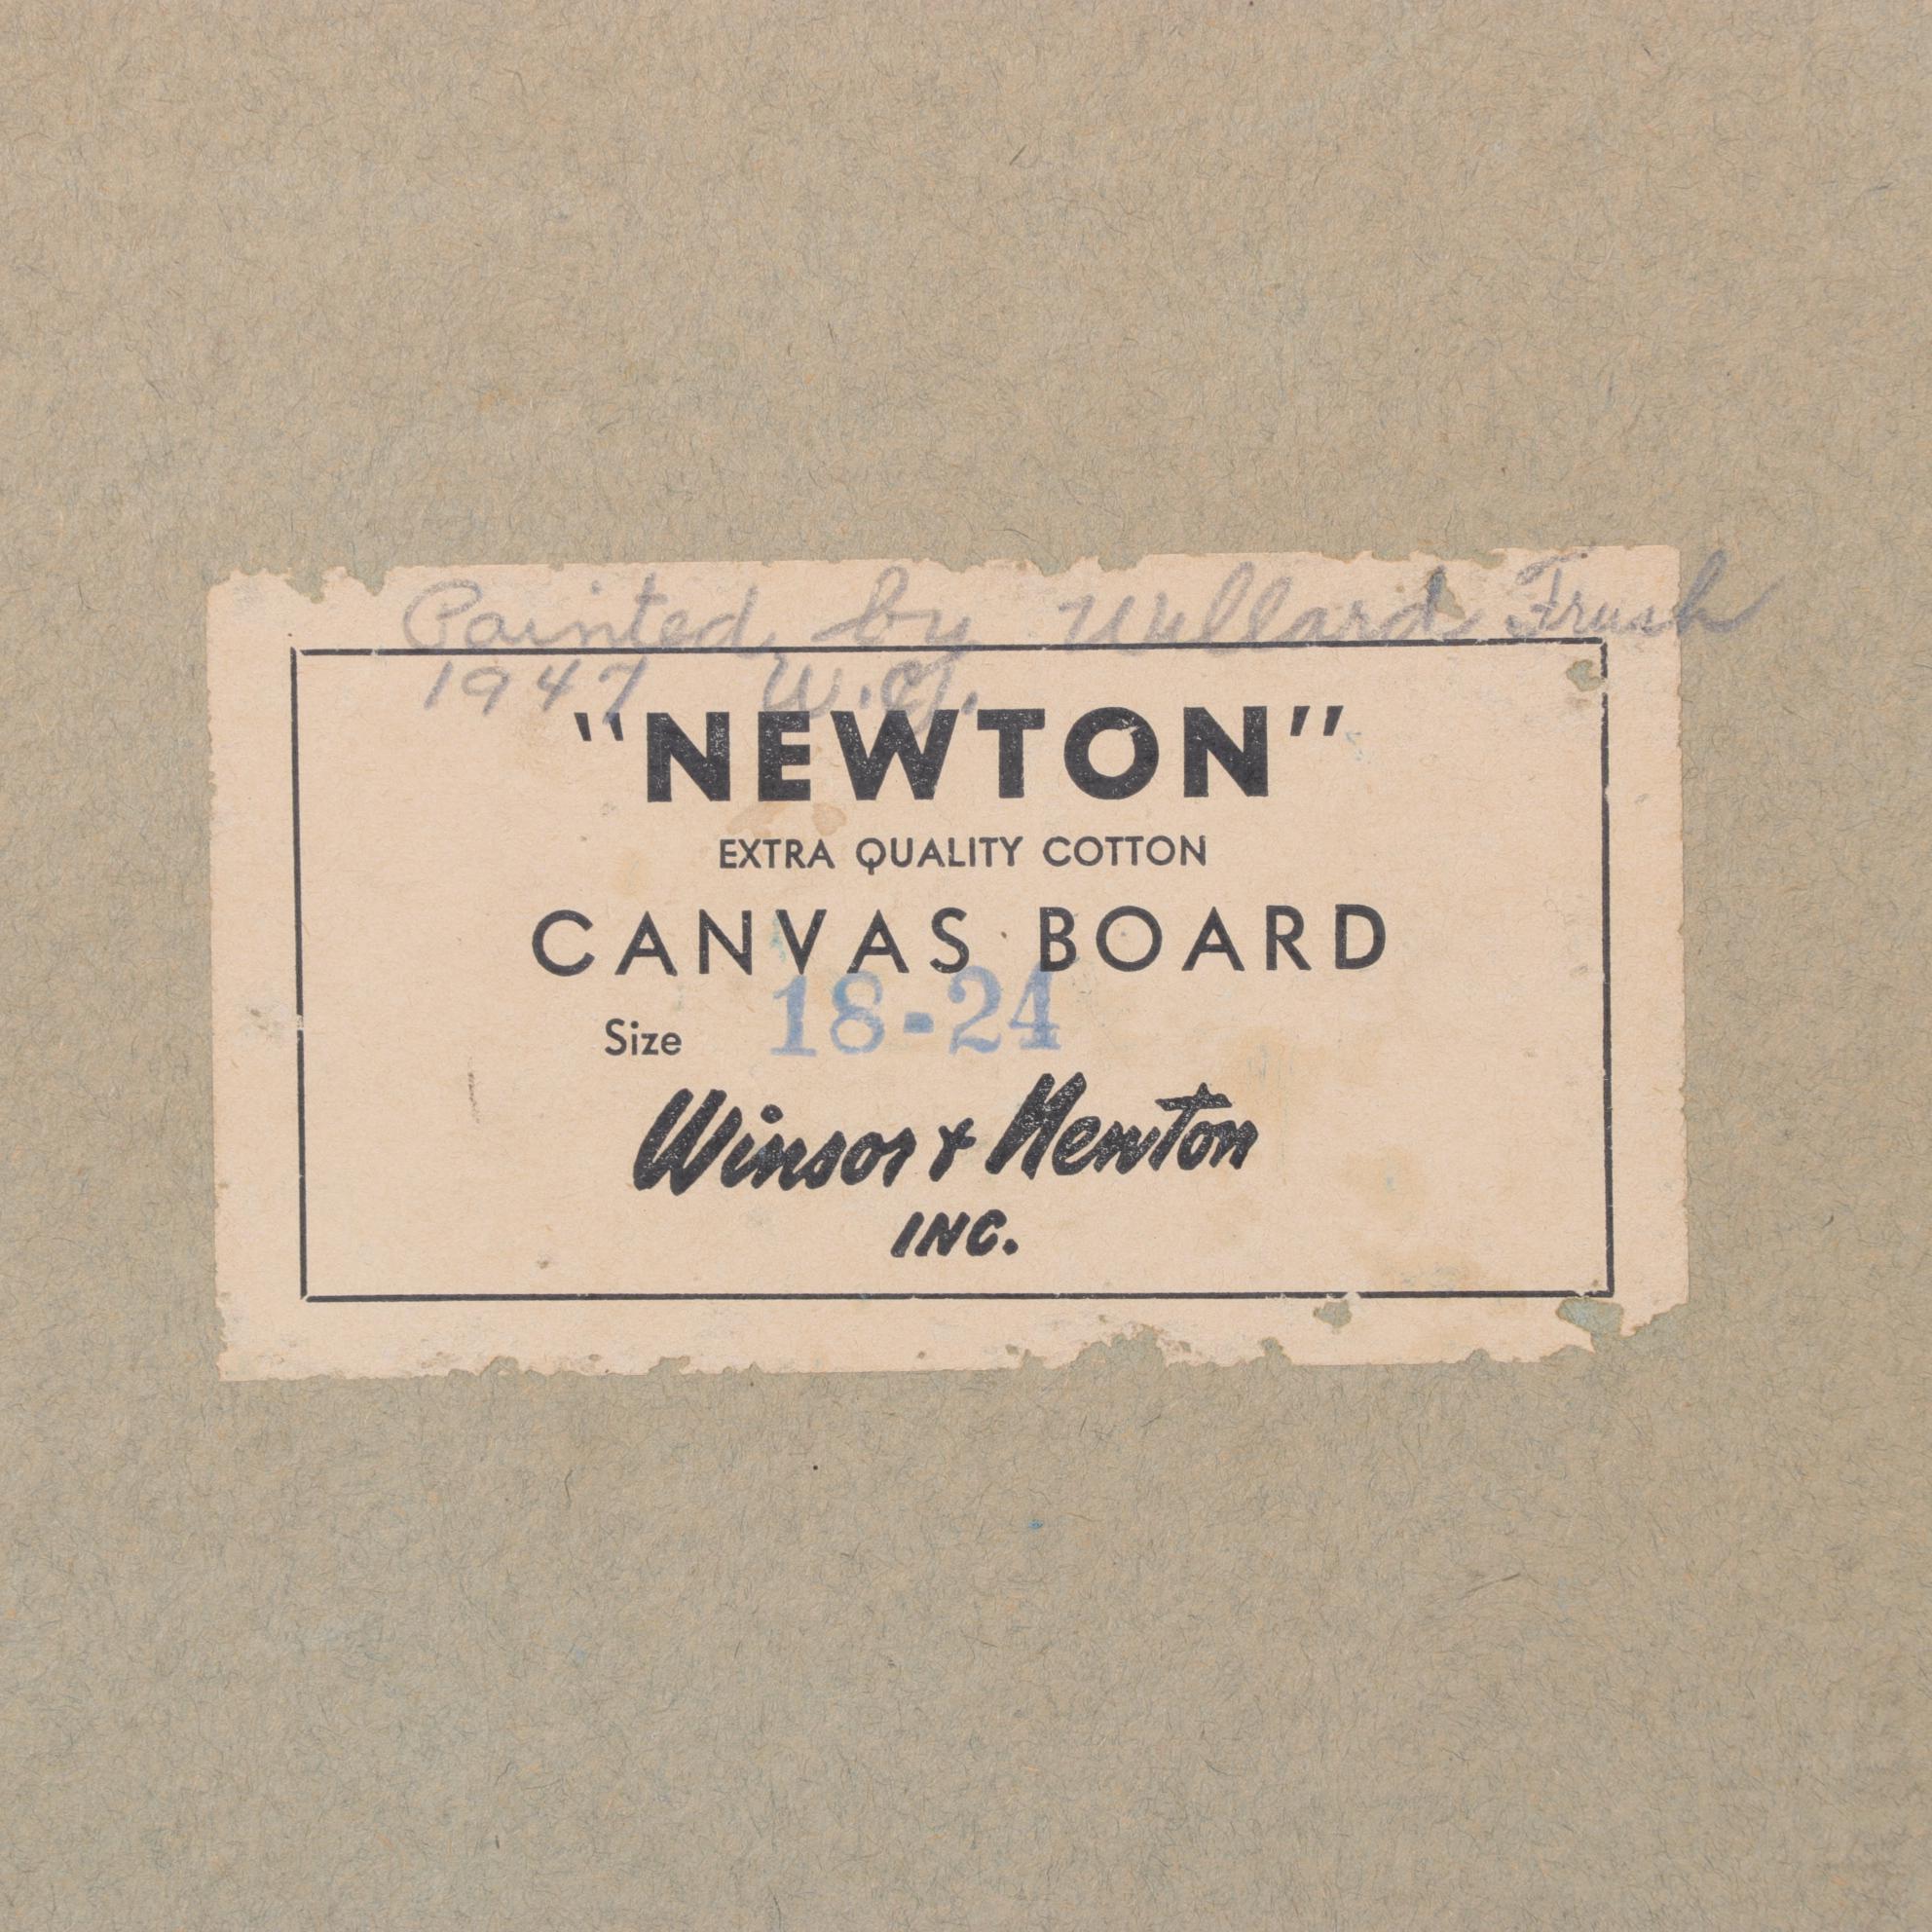 Painted by Willard Frush
1947 W.G.
"NEWTON"
EXTRA QUALITY COTTON
CANVAS BOARD
Size 18-24
Winsor & Newton
INC.